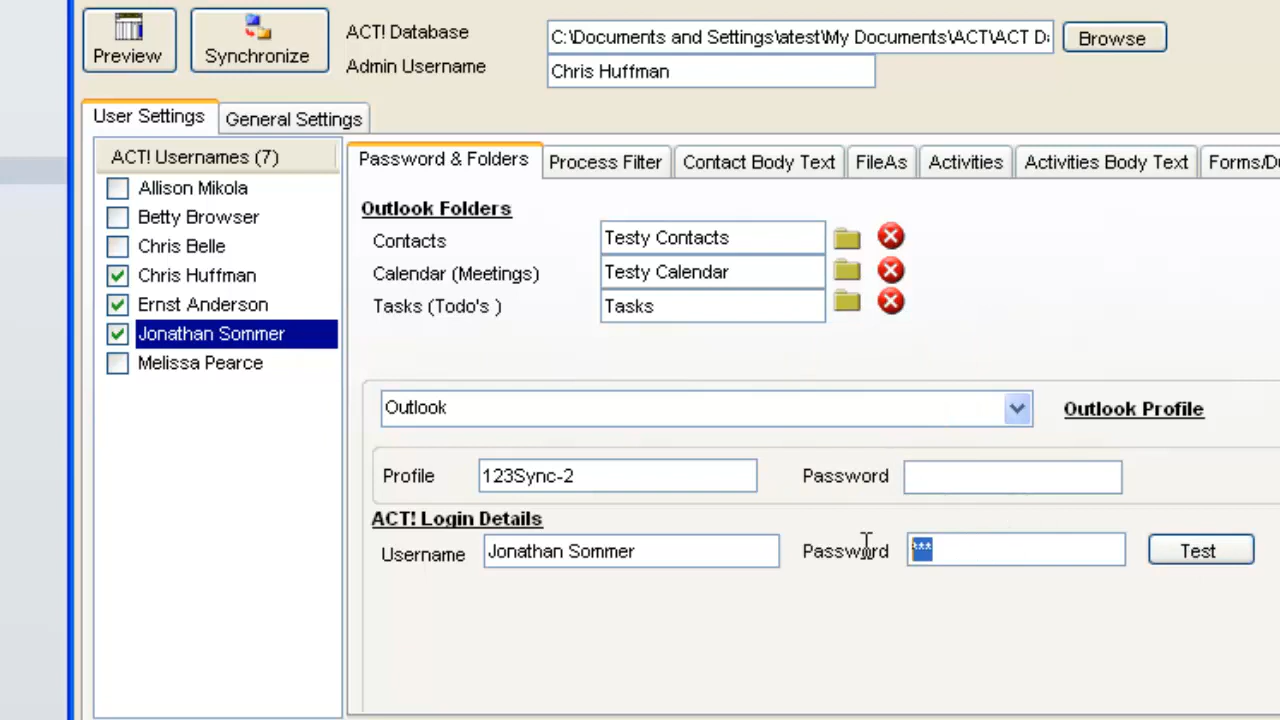 Preview
Synchronize
ACT! Database
C:\Documents and Settings\atest\My Documents\ACT\ACT Da
Browse
Admin Username
Chris Huffman
User Settings
General Settings
ACT! Usernames (7)
Allison Mikola
Betty Browser
Chris Belle
Chris Huffman
Ernst Anderson
Jonathan Sommer
Melissa Pearce
Password & Folders
Process Filter
Contact Body Text
FileAs
Activities
Activities Body Text
Forms/Du
Outlook Folders
Contacts
Testy Contacts
Calendar (Meetings)
Testy Calendar
Tasks (Todo's )
Tasks
Outlook
Outlook Profile
Profile
123Sync-2
Password
ACT! Login Details
Username
Jonathan Sommer
Password
***
Test